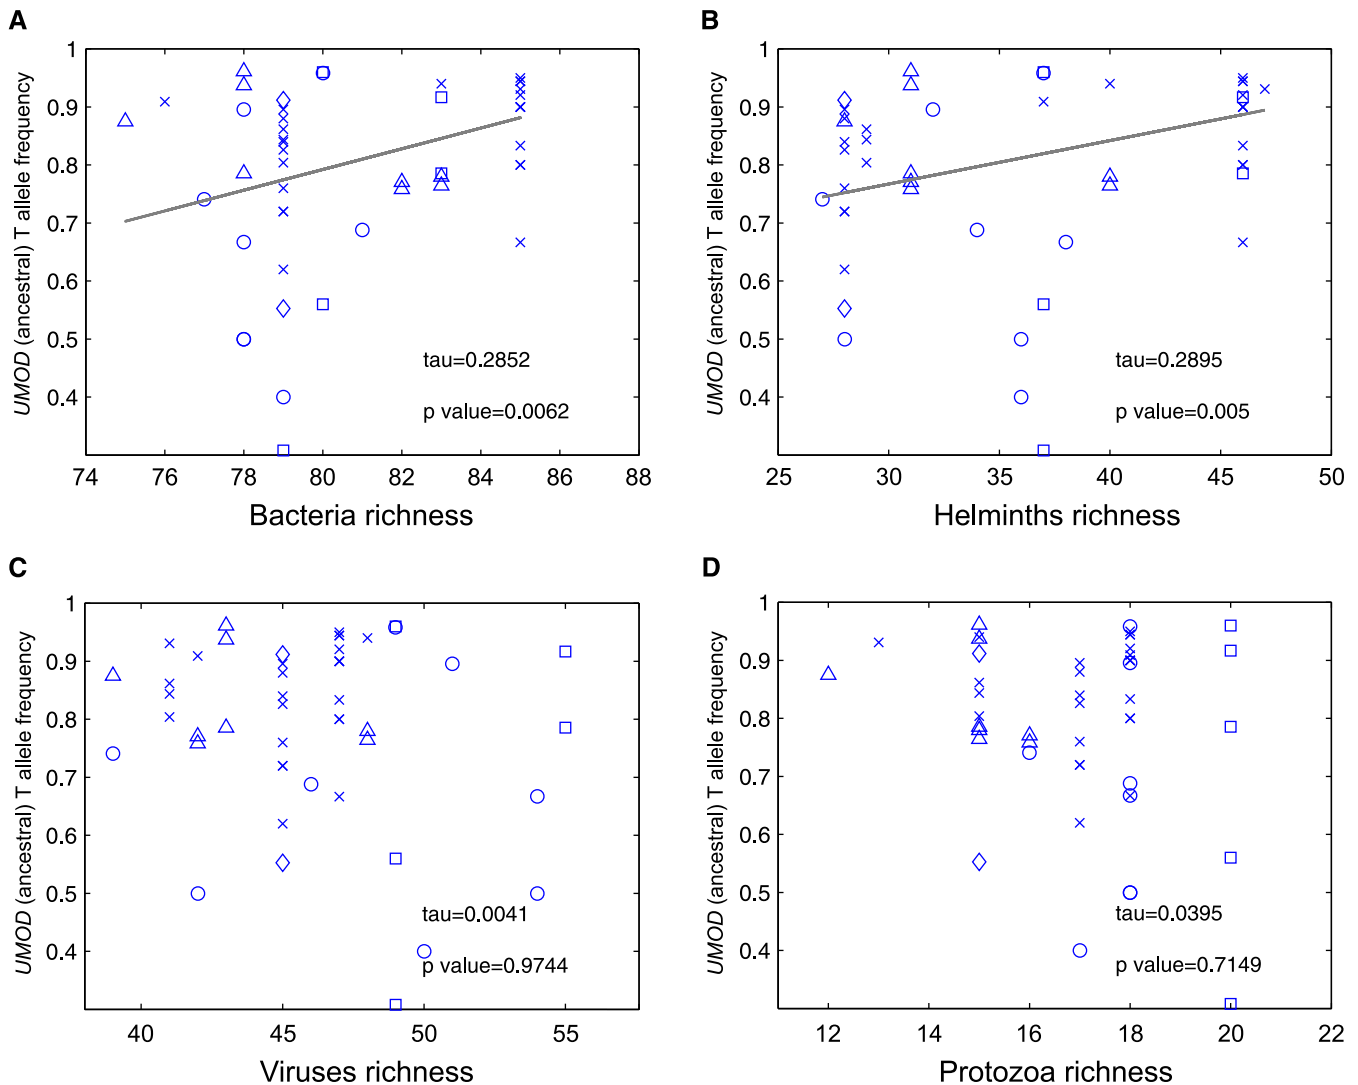 A
UMOD (ancestral) T allele frequency
1
0.9
0.8
0.7
0.6
0.5
0.4
tau=0.2852
p value=0.0062
74 76 78 80 82 84 86 88
Bacteria richness
B
UMOD (ancestral) T allele frequency
1
0.9
0.8
0.7
0.6
0.5
0.4
tau=0.2895
p value=0.005
25 30 35 40 45 50
Helminths richness
C
UMOD (ancestral) T allele frequency
1
0.9
0.8
0.7
0.6
0.5
0.4
tau=0.0041
p value=0.9744
40 45 50 55
Viruses richness
D
UMOD (ancestral) T allele frequency
1
0.9
0.8
0.7
0.6
0.5
0.4
tau=0.0395
p value=0.7149
12 14 16 18 20 22
Protozoa richness